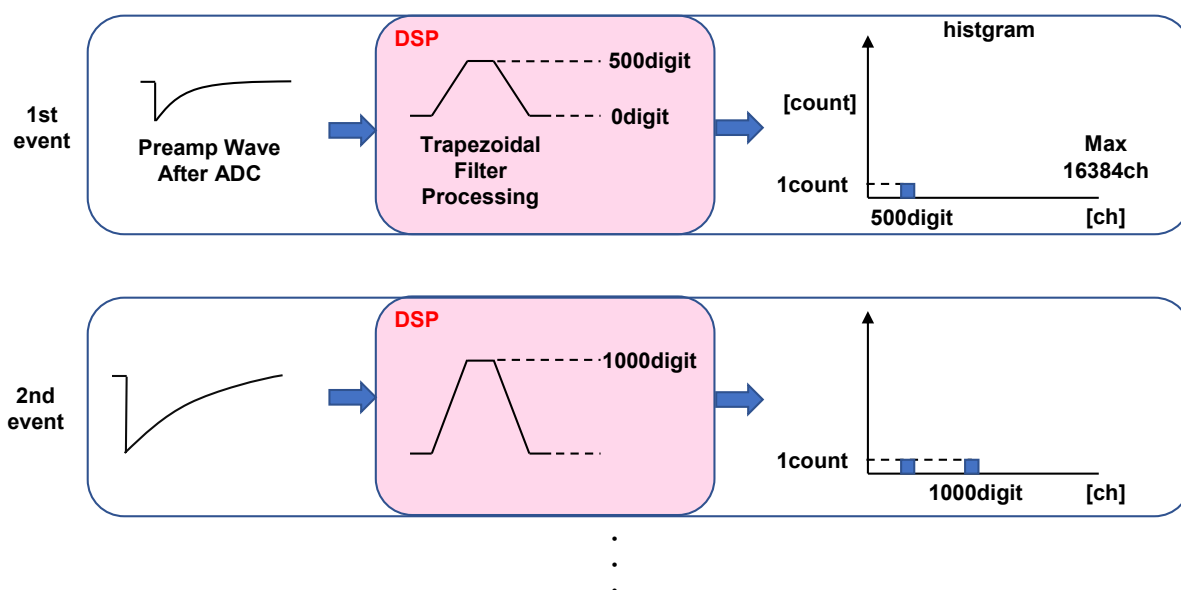 1st
event
Preamp Wave
After ADC
DSP
500digit
0digit
Trapezoidal
Filter
Processing
histgram
[count]
Max
16384ch
1count
500digit
[ch]
2nd
event
DSP
1000digit
1count
1000digit
[ch]